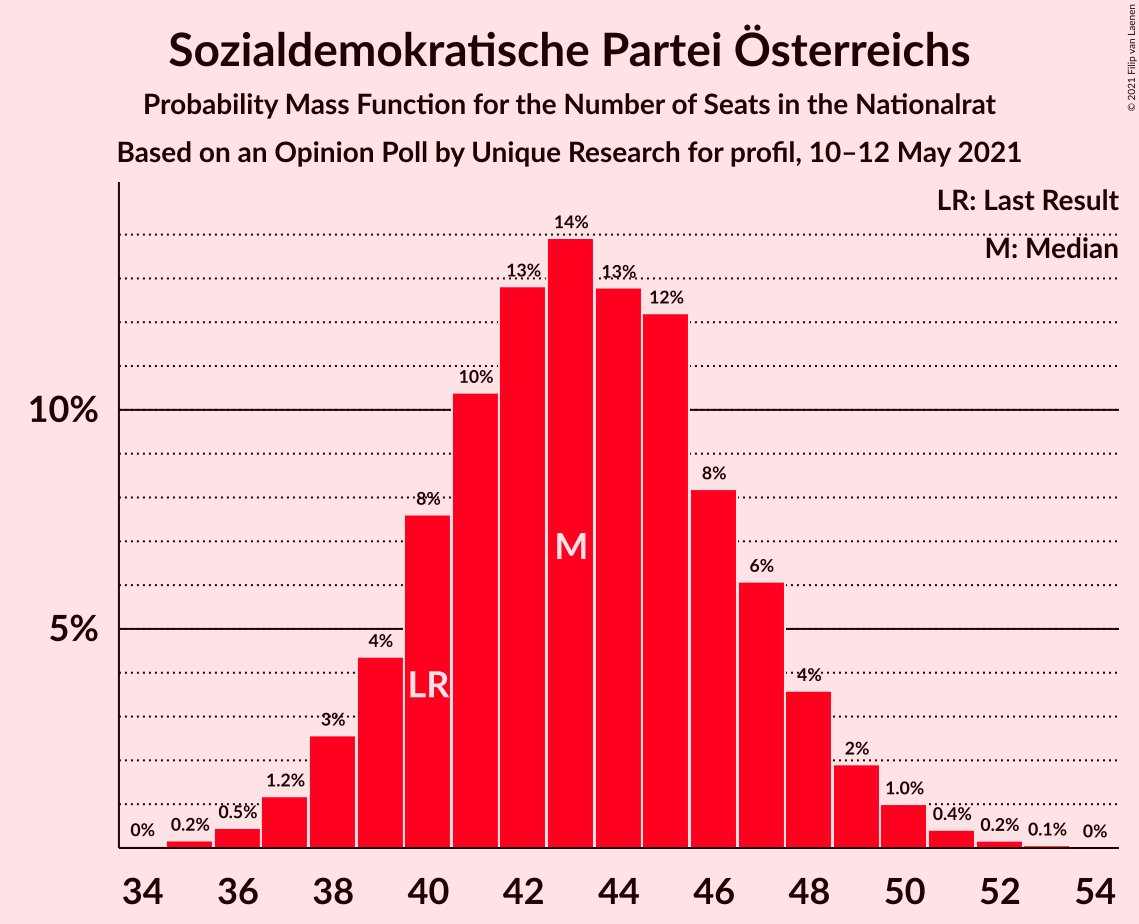 Sozialdemokratische Partei Österreichs
Probability Mass Function for the Number of Seats in the Nationalrat
Based on an Opinion Poll by Unique Research for profil, 10–12 May 2021
© 2021 Filip van Laenen
LR: Last Result
M: Median
14%
13%
13%
12%
10%
10%
8%
8%
M
6%
5%
4%
LR
4%
3%
2%
1.2%
1.0%
0.5%
0.4%
0%
0.2%
0.2%
0.1%
0%
34 36 38 40 42 44 46 48 50 52 54